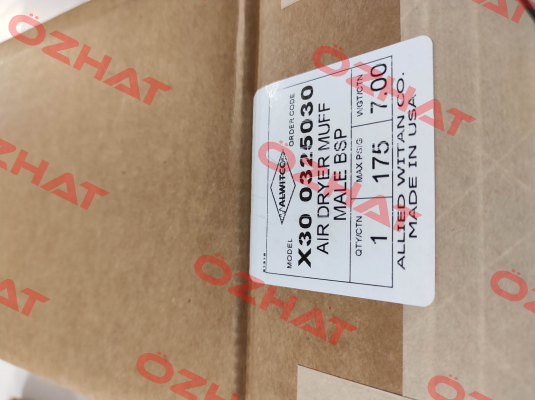 ALWITCO
MODEL
ORDER CODE
X30 0325030
AIR DRYER MUFF
MALE BSP
QTY/CTN MAX PSIG WGT/CTN
1 175 7.00
ALLIED WITAN CO.
MADE IN USA
ÖZHAT
ÖZHAT
ÖZHAT
ÖZHAT
ÖZHAT
ÖZHAT
ÖZHAT
ÖZHAT
ÖZHAT